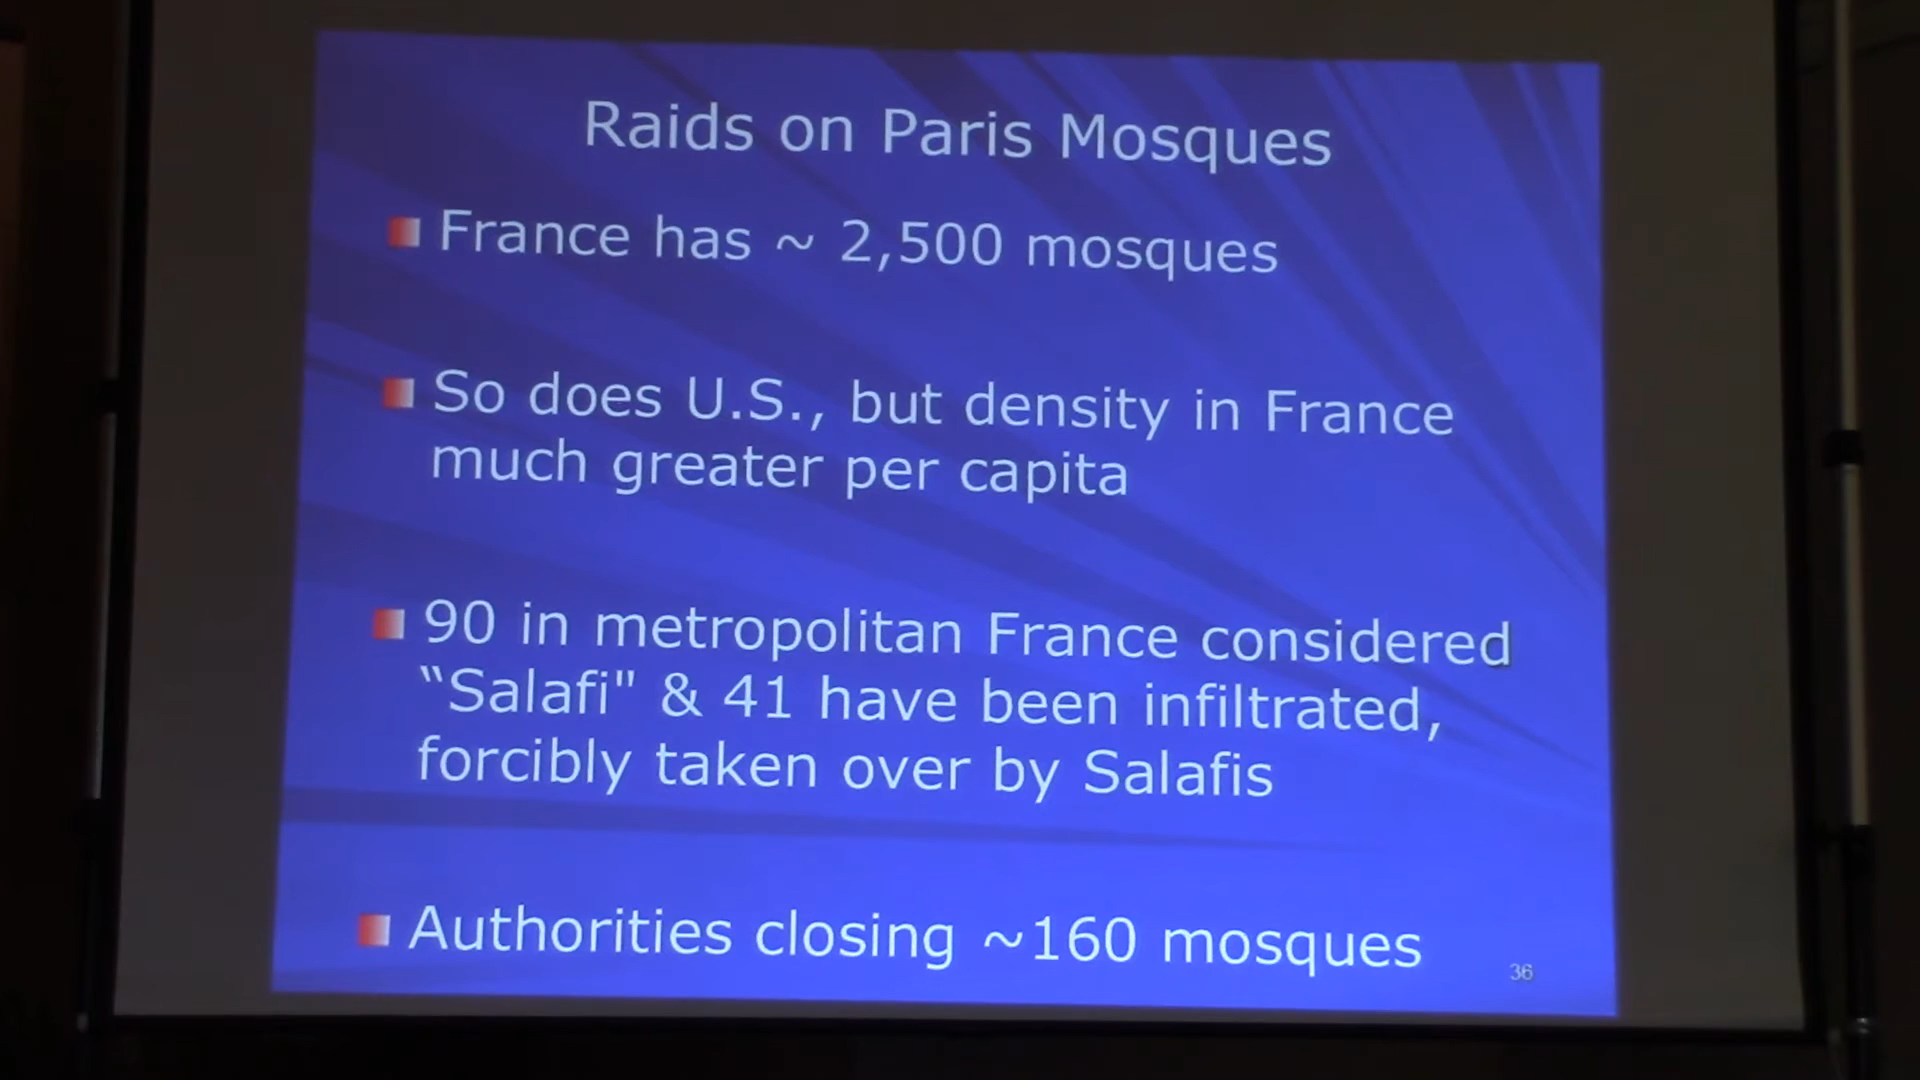 Raids on Paris Mosques
France has ~ 2,500 mosques
So does U.S., but density in France
much greater per capita
90 in metropolitan France considered
“Salafi" & 41 have been infiltrated,
forcibly taken over by Salafis
Authorities closing ~160 mosques
36